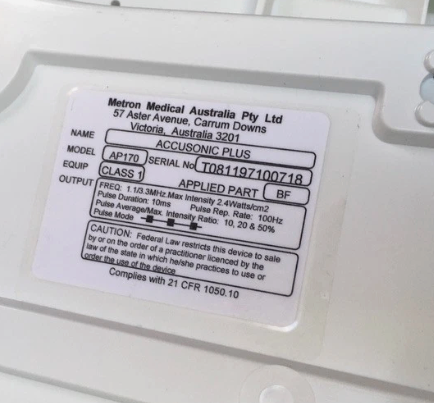 Metron Medical Australia Pty Ltd
57 Aster Avenue, Carrum Downs
Victoria, Australia 3201
NAME ACCUSONIC PLUS
MODEL AP170 SERIAL No T081197100718
EQUIP CLASS 1 APPLIED PART BF
OUTPUT FREQ: 1.1/3.3MHz Max Intensity 2.4Watts/cm2
Pulse Duration: 10ms Pulse Rep. Rate: 100Hz
Pulse Average/Max. Intensity Ratio: 10, 20 & 50%
Pulse Mode
CAUTION: Federal Law restricts this device to sale
by or on the order of a practitioner licenced by the
law of the state in which he/she practices to use or
order the use of the device
Complies with 21 CFR 1050.10